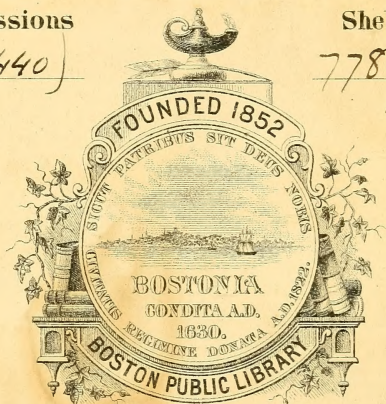 ssions
Shel
440)
778
FOUNDED 1852
SICUT PATRIBUS SIT DEUS NOBIS
BOSTONIA
CONDITA A.D.
1630.
CIVITATIS REGIMINE DONATA A.D. 1822.
BOSTON PUBLIC LIBRARY